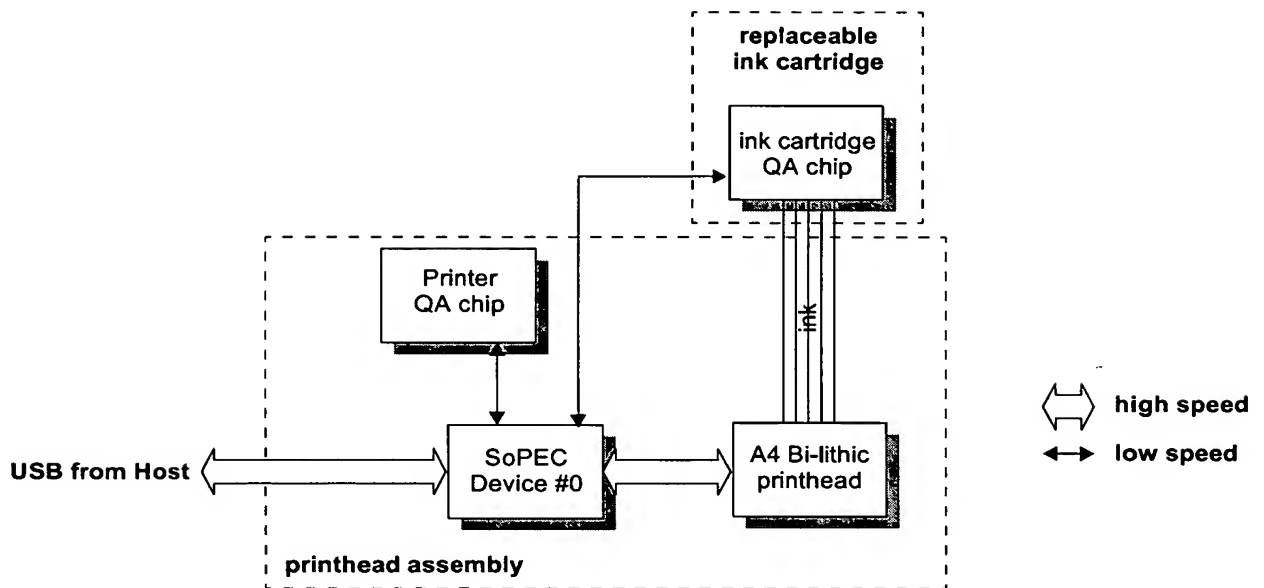 replaceable
ink cartridge
ink cartridge
QA chip
Printer
QA chip
ink
high speed
low speed
USB from Host
SoPEC
Device #0
A4 Bi-lithic
printhead
printhead assembly